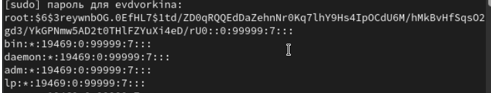 [sudo] пароль для evdvorkina:
root:$6$3reywnbOG.0EfHL7$1td/ZD0qRQQEdDaZehnNr0Kq7lhY9Hs4IpOCdU6M/hMkBvHfSqsO2
gd3/YkGPNmw5AD2t0THlFZYuXi4eD/rU0::0:99999:7:::
bin:*:19469:0:99999:7:::
daemon:*:19469:0:99999:7:::
adm:*:19469:0:99999:7:::
lp:*:19469:0:99999:7:::